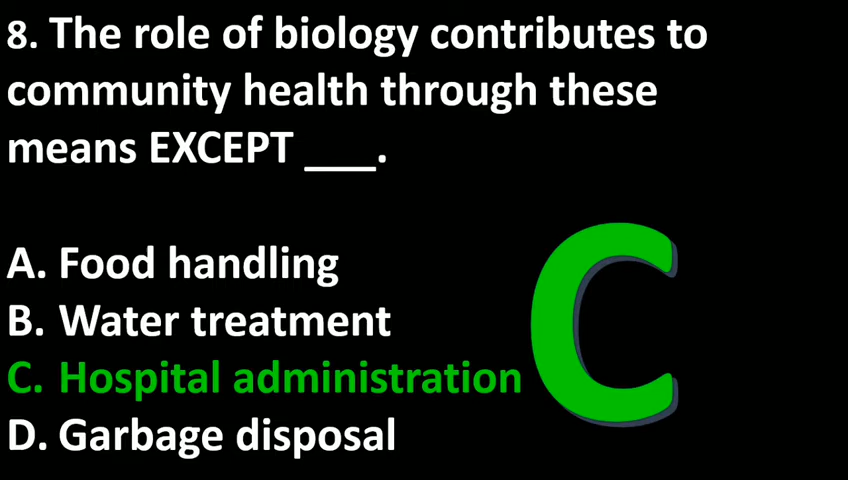 8. The role of biology contributes to
community health through these
means EXCEPT ___.
A. Food handling
B. Water treatment
C. Hospital administration
D. Garbage disposal
C